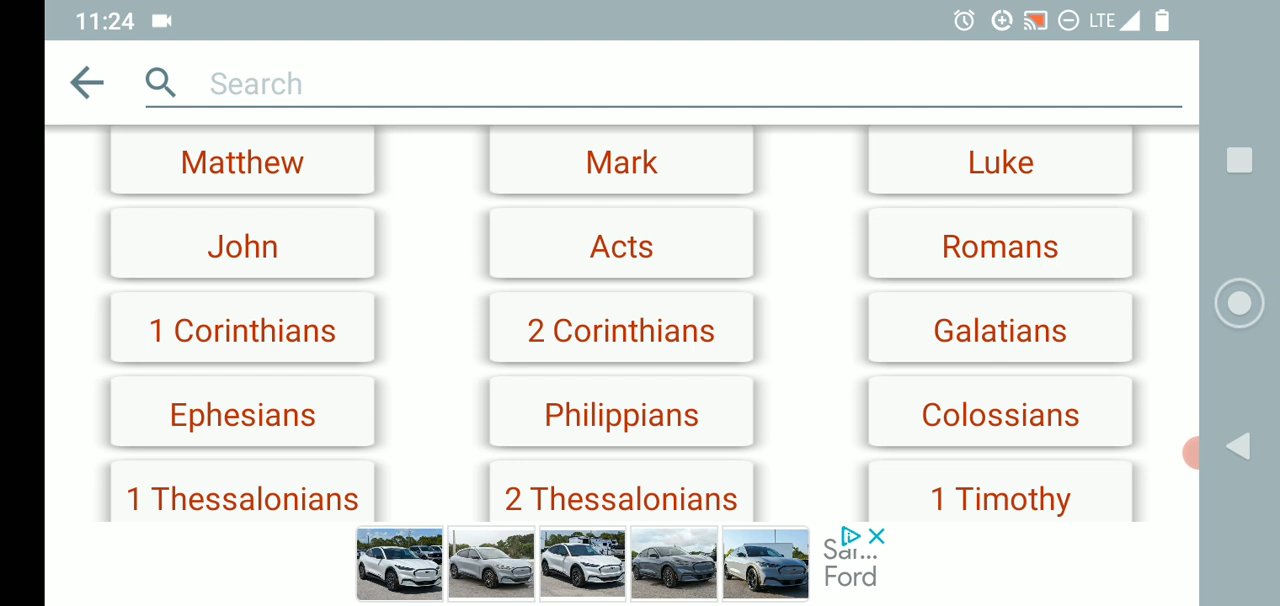 11:24
LTE
Search
Matthew
Mark
Luke
John
Acts
Romans
1 Corinthians
2 Corinthians
Galatians
Ephesians
Philippians
Colossians
1 Thessalonians
2 Thessalonians
1 Timothy
Ford